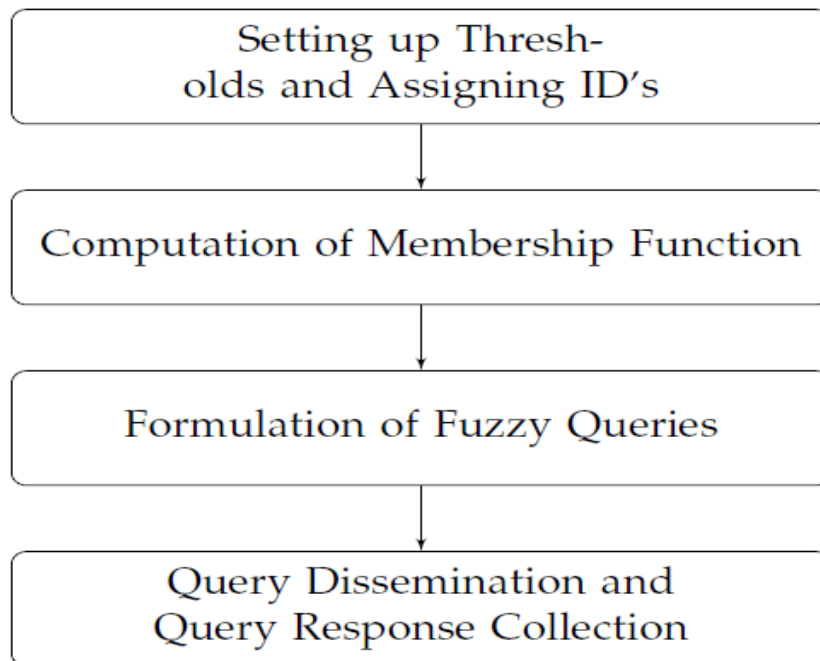 Setting up Thresh-
olds and Assigning ID's
Computation of Membership Function
Formulation of Fuzzy Queries
Query Dissemination and
Query Response Collection